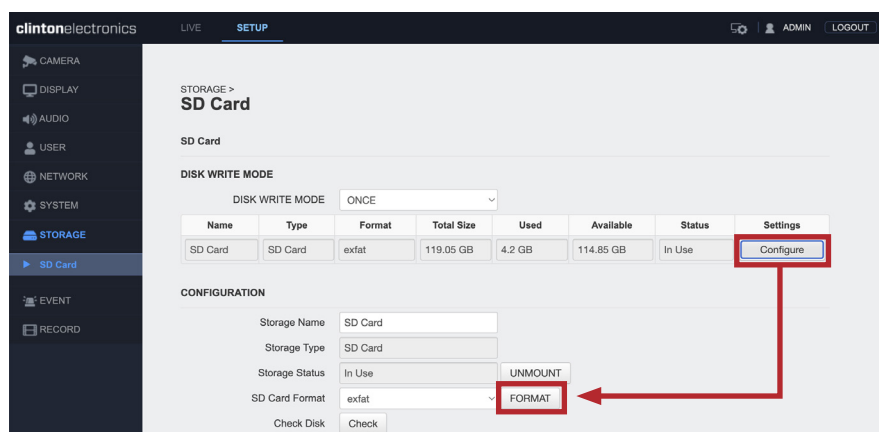 clintonelectronics LIVE SETUP ADMIN LOGOUT
CAMERA
DISPLAY
AUDIO
USER
NETWORK
SYSTEM
STORAGE
SD Card
EVENT
RECORD
STORAGE >
SD Card
SD Card
DISK WRITE MODE
DISK WRITE MODE ONCE
Name Type Format Total Size Used Available Status Settings
SD Card SD Card exfat 119.05 GB 4.2 GB 114.85 GB In Use Configure
CONFIGURATION
Storage Name SD Card
Storage Type SD Card
Storage Status In Use UNMOUNT
SD Card Format exfat FORMAT
Check Disk Check